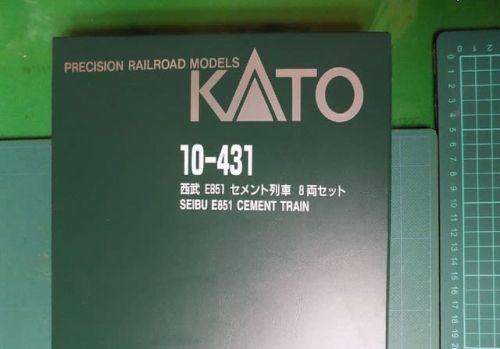 PRECISION RAILROAD MODELS
KATO
10-431
西武 E851 セメント列車 8両セット
SEIBU E851 CEMENT TRAIN